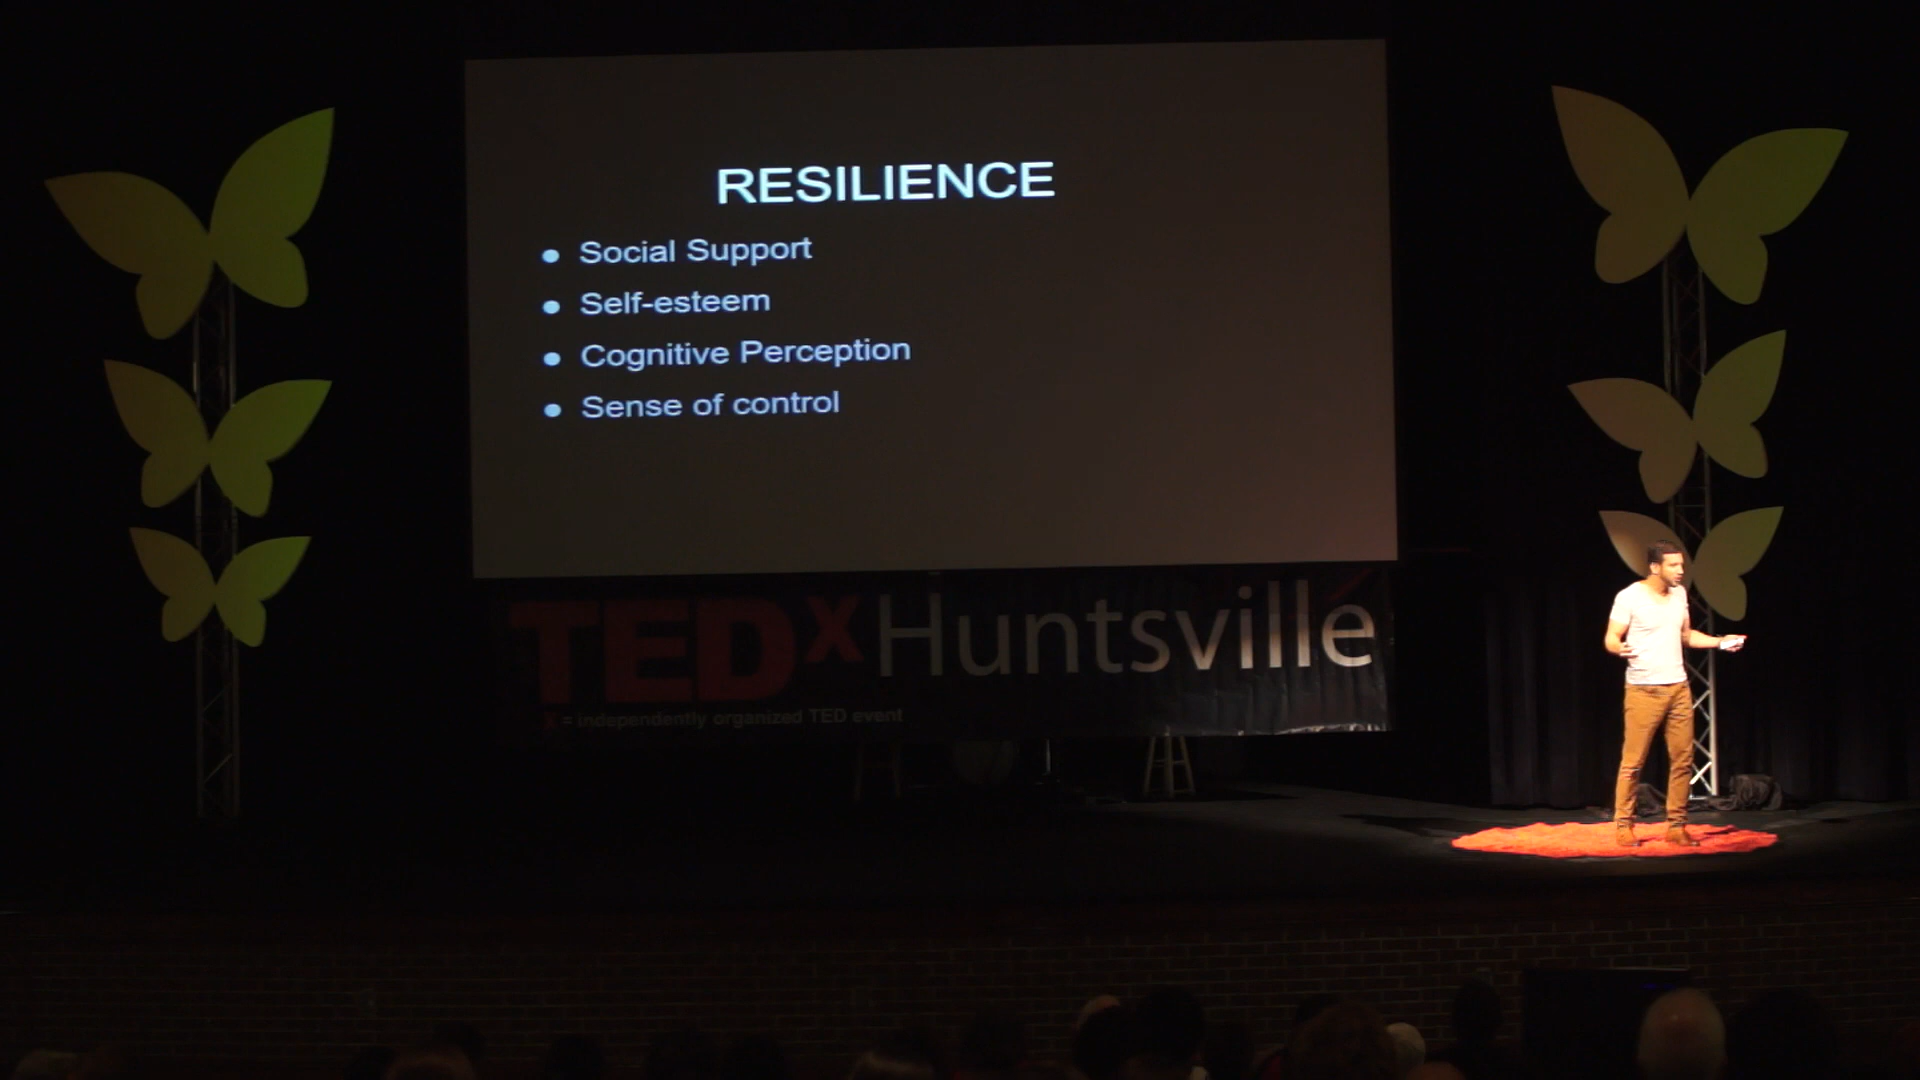 RESILIENCE
● Social Support
● Self-esteem
● Cognitive Perception
● Sense of control
TEDxHuntsville
x = independently organized TED event